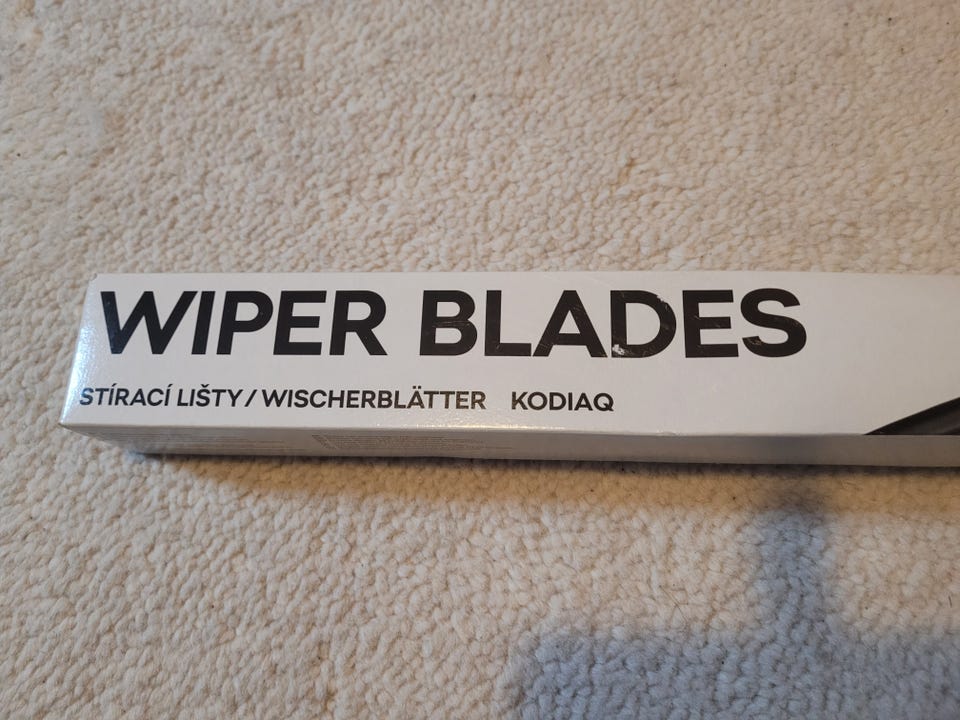 WIPER BLADES
STÍRACÍ LIŠTY / WISCHERBLÄTTER KODIAQ